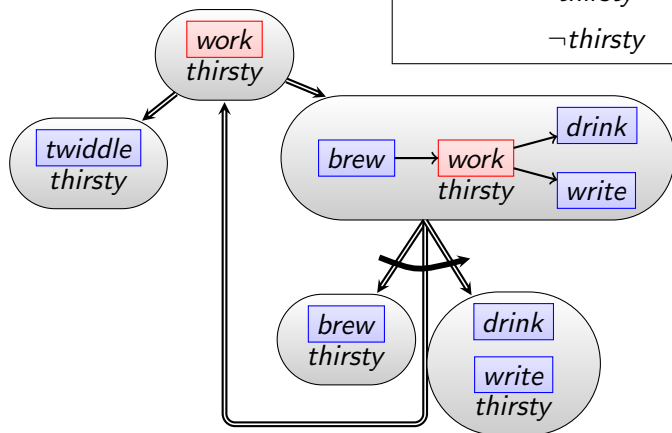 thirsty
¬thirsty
work
thirsty
twiddle
thirsty
brew
work
thirsty
drink
write
brew
thirsty
drink
write
thirsty